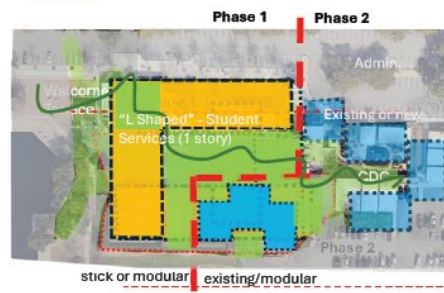 Phase 1 Phase 2
Admin.
Welcome
"L Shaped" - Student
Services (1 story)
Existing or new
CDC
Phase 2
stick or modular existing/modular